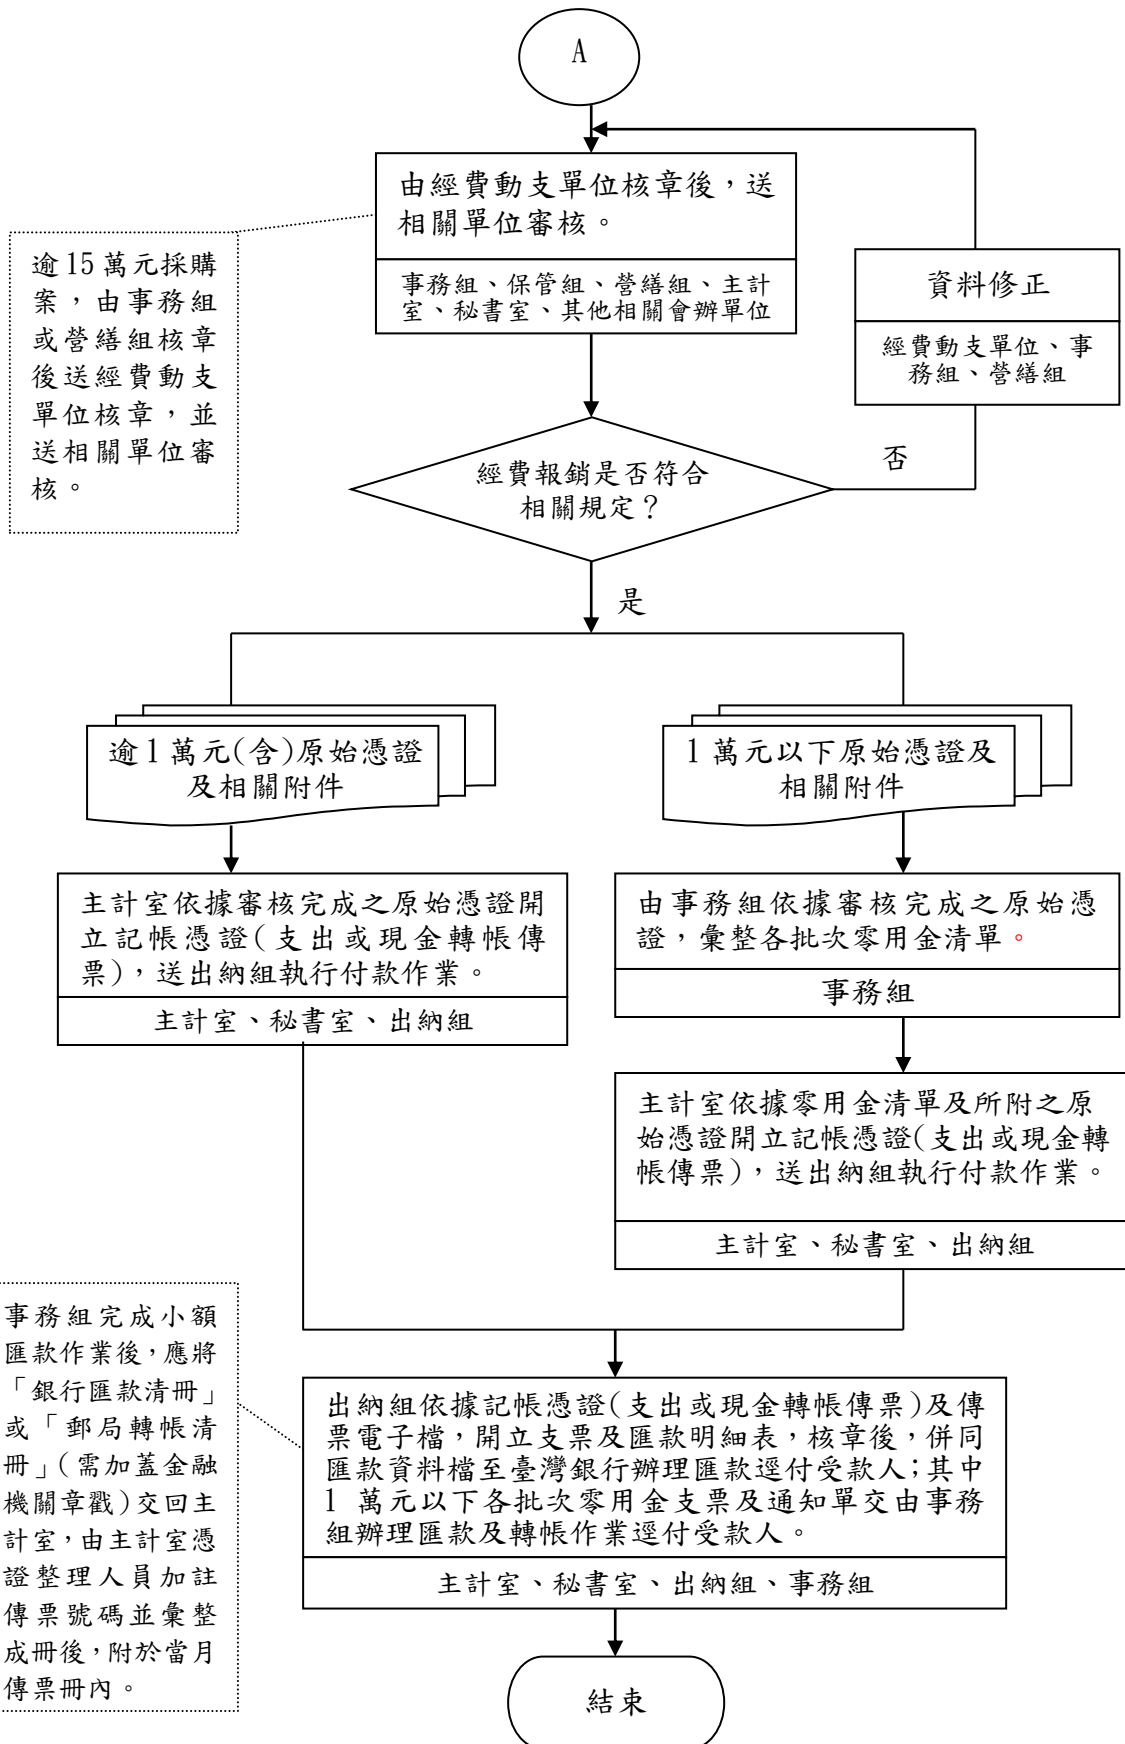 A
由經費動支單位核章後，送
相關單位審核。
事務組、保管組、營繕組、主計
室、秘書室、其他相關會辦單位
逾15萬元採購
案，由事務組
或營繕組核章
後送經費動支
單位核章，並
送相關單位審
核。
資料修正
經費動支單位、事
務組、營繕組
經費報銷是否符合
相關規定？
否
是
逾1萬元(含)原始憑證
及相關附件
1萬元以下原始憑證及
相關附件
主計室依據審核完成之原始憑證開
立記帳憑證(支出或現金轉帳傳
票)，送出納組執行付款作業。
主計室、秘書室、出納組
由事務組依據審核完成之原始憑
證，彙整各批次零用金清單。
事務組
主計室依據零用金清單及所附之原
始憑證開立記帳憑證(支出或現金轉
帳傳票)，送出納組執行付款作業。
主計室、秘書室、出納組
事務組完成小額
匯款作業後，應將
「銀行匯款清冊」
或「郵局轉帳清
冊」(需加蓋金融
機關章戳)交回主
計室，由主計室憑
證整理人員加註
傳票號碼並彙整
成冊後，附於當月
傳票冊內。
出納組依據記帳憑證(支出或現金轉帳傳票)及傳
票電子檔，開立支票及匯款明細表，核章後，併同
匯款資料檔至臺灣銀行辦理匯款逕付受款人；其中
1 萬元以下各批次零用金支票及通知單交由事務
組辦理匯款及轉帳作業逕付受款人。
主計室、秘書室、出納組、事務組
結束